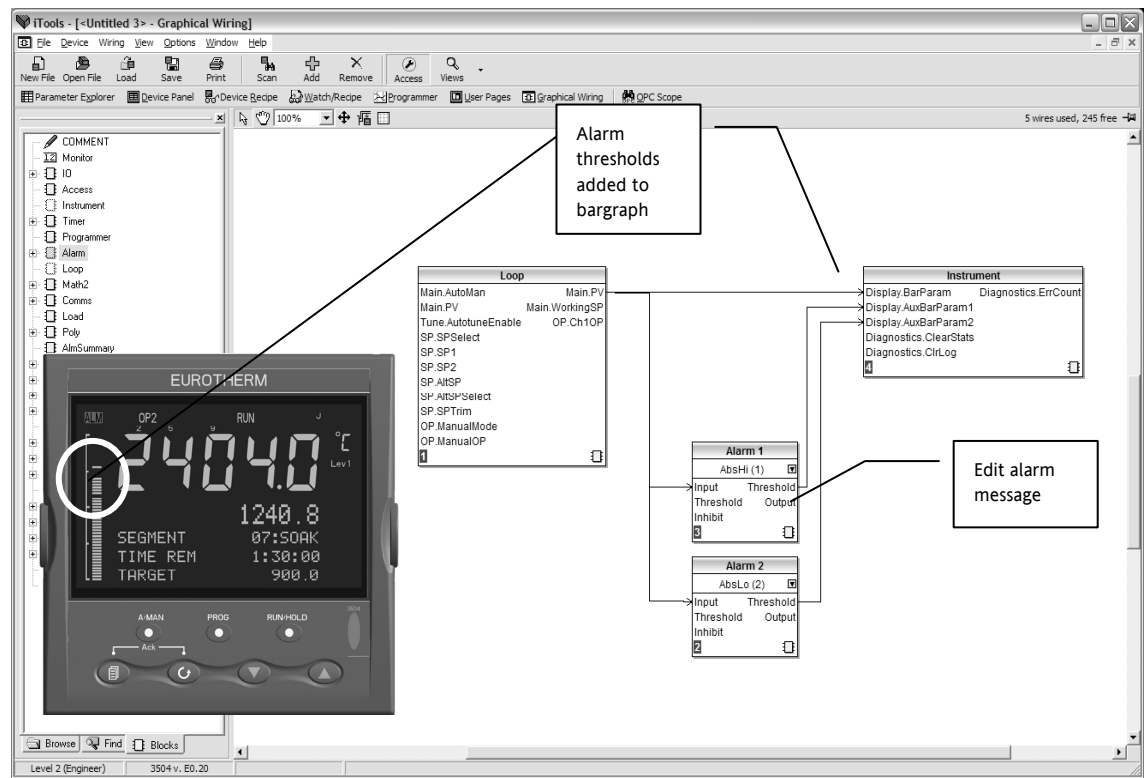 iTools - [<Untitled 3> - Graphical Wiring]
File Device Wiring View Options Window Help
New File Open File Load Save Print Scan Add Remove Access Views
Parameter Explorer Device Panel Device Recipe Watch/Recipe Programmer User Pages Graphical Wiring OPC Scope
100%
5 wires used, 245 free
COMMENT
Monitor
IO
Access
Instrument
Timer
Programmer
Alarm
Loop
Math2
Comms
Load
Poly
AlmSummary
Alarm
thresholds
added to
bargraph
Loop
Main.AutoMan Main.PV
Main.PV Main.WorkingSP
Tune.AutotuneEnable OP.Ch1OP
SP.SPSelect
SP.SP1
SP.SP2
SP.AltSP
SP.AltSPSelect
SP.SPTrim
OP.ManualMode
OP.ManualOP
1
Instrument
Display.BarParam Diagnostics.ErrCount
Display.AuxBarParam1
Display.AuxBarParam2
Diagnostics.ClearStats
Diagnostics.ClrLog
4
Alarm 1
AbsHi (1)
Input Threshold
Threshold Output
Inhibit
3
Edit alarm
message
Alarm 2
AbsLo (2)
Input Threshold
Threshold Output
Inhibit
2
EUROTHERM
ALM OP2 RUN J
2 5 9
2404.0 °C
Lev1
1240.8
SEGMENT 07:SOAK
TIME REM 1:30:00
TARGET 900.0
3504
A-MAN PROG RUN-HOLD
Ack
Browse Find Blocks
Level 2 (Engineer) 3504 v. E0.20